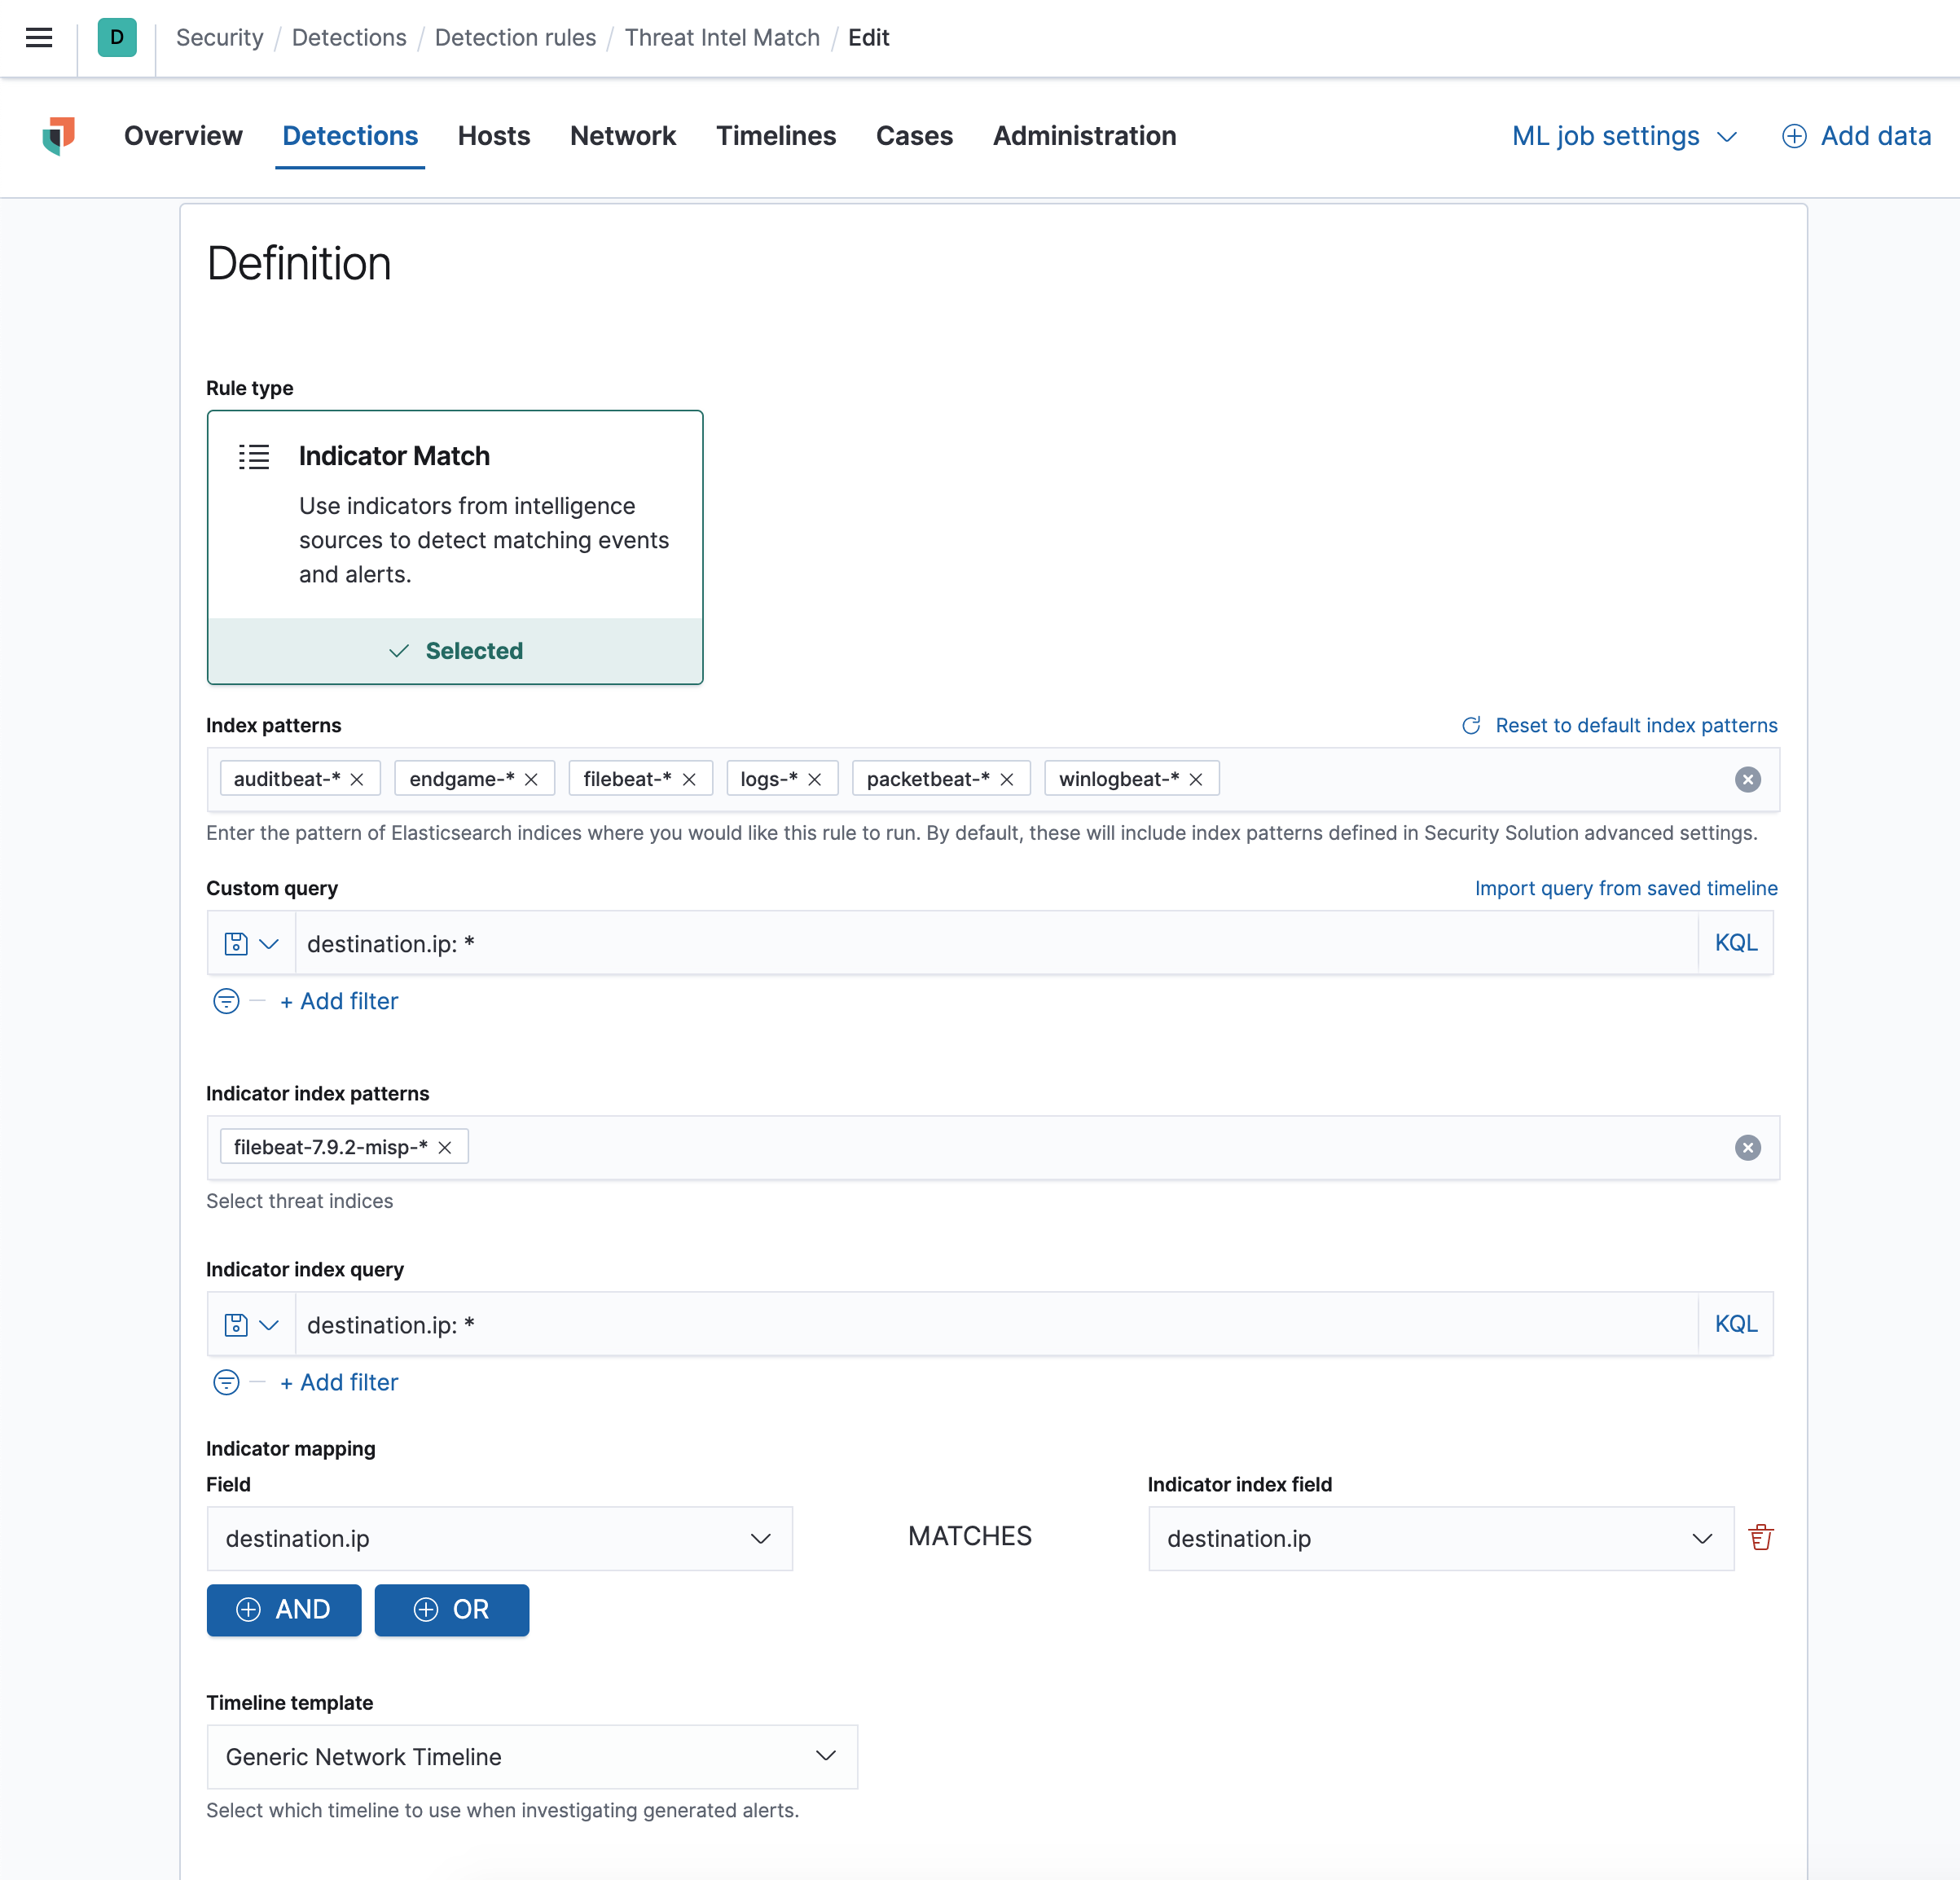 D Security / Detections / Detection rules / Threat Intel Match / Edit
Overview Detections Hosts Network Timelines Cases Administration ML job settings Add data
Definition
Rule type
Indicator Match
Use indicators from intelligence
sources to detect matching events
and alerts.
Selected
Index patterns Reset to default index patterns
auditbeat-* endgame-* filebeat-* logs-* packetbeat-* winlogbeat-*
Enter the pattern of Elasticsearch indices where you would like this rule to run. By default, these will include index patterns defined in Security Solution advanced settings.
Custom query Import query from saved timeline
destination.ip: * KQL
+ Add filter
Indicator index patterns
filebeat-7.9.2-misp-*
Select threat indices
Indicator index query
destination.ip: * KQL
+ Add filter
Indicator mapping
Field Indicator index field
destination.ip MATCHES destination.ip
AND OR
Timeline template
Generic Network Timeline
Select which timeline to use when investigating generated alerts.